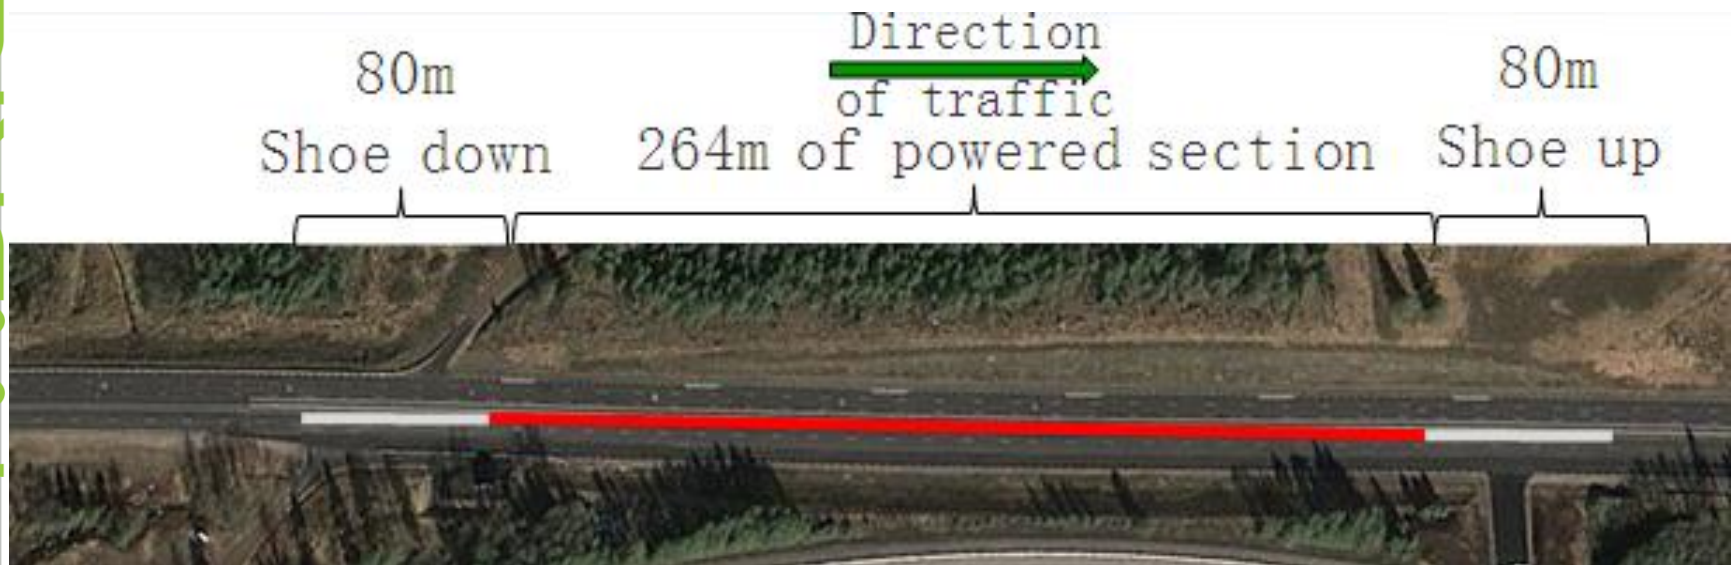 Direction
of traffic
80m
Shoe down
264m of powered section
80m
Shoe up